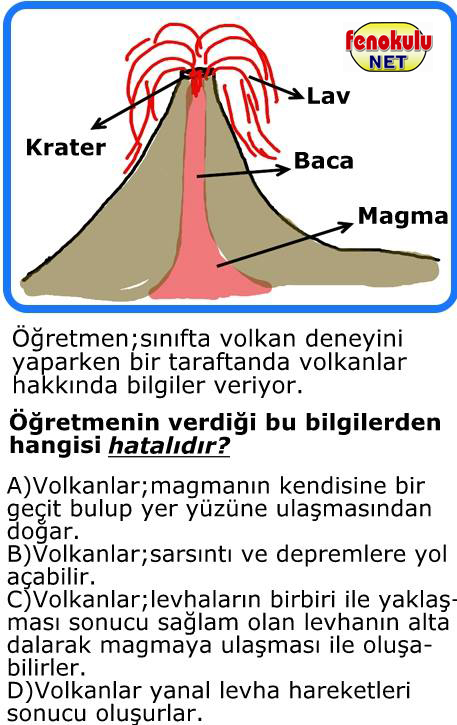 fenokulu
NET
Lav
Krater
Baca
Magma
Öğretmen;sınıfta volkan deneyini
yaparken bir taraftanda volkanlar
hakkında bilgiler veriyor.
Öğretmenin verdiği bu bilgilerden
hangisi hatalıdır?
A)Volkanlar;magmanın kendisine bir
geçit bulup yer yüzüne ulaşmasından
doğar.
B)Volkanlar;sarsıntı ve depremlere yol
açabilir.
C)Volkanlar;levhaların birbiri ile yaklaş-
ması sonucu sağlam olan levhanın alta
dalarak magmaya ulaşması ile oluşa-
bilirler.
D)Volkanlar yanal levha hareketleri
sonucu oluşurlar.